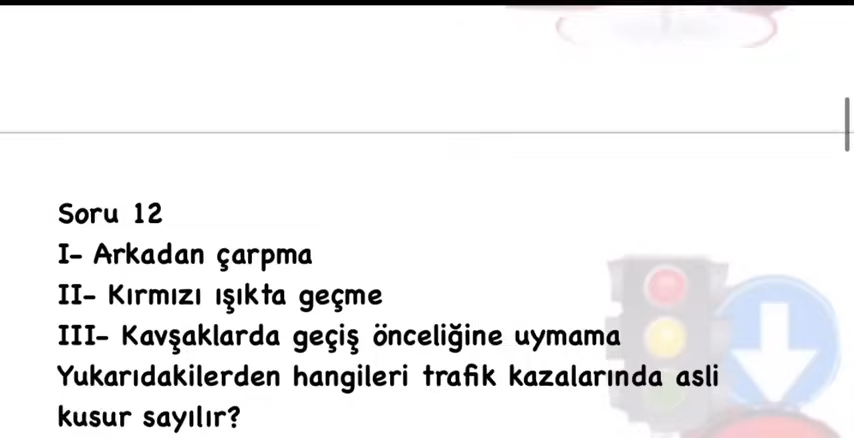 Soru 12
I- Arkadan çarpma
II- Kırmızı ışıkta geçme
III- Kavşaklarda geçiş önceliğine uymama
Yukarıdakilerden hangileri trafik kazalarında asli
kusur sayılır?